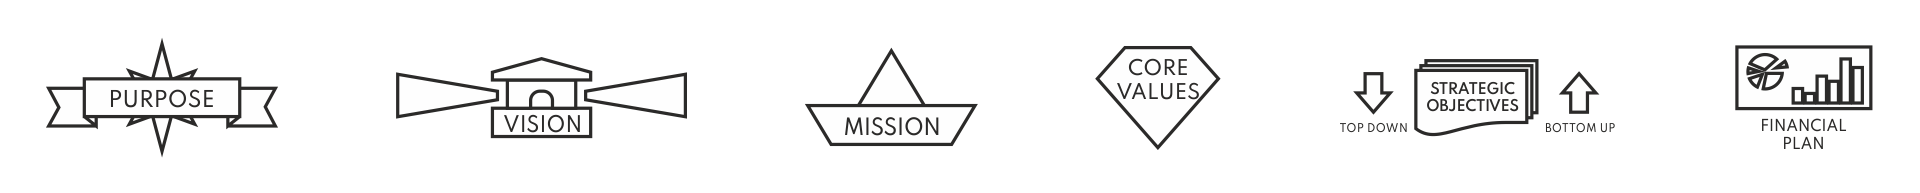 PURPOSE
VISION
MISSION
CORE
VALUES
TOP DOWN
STRATEGIC
OBJECTIVES
BOTTOM UP
FINANCIAL
PLAN